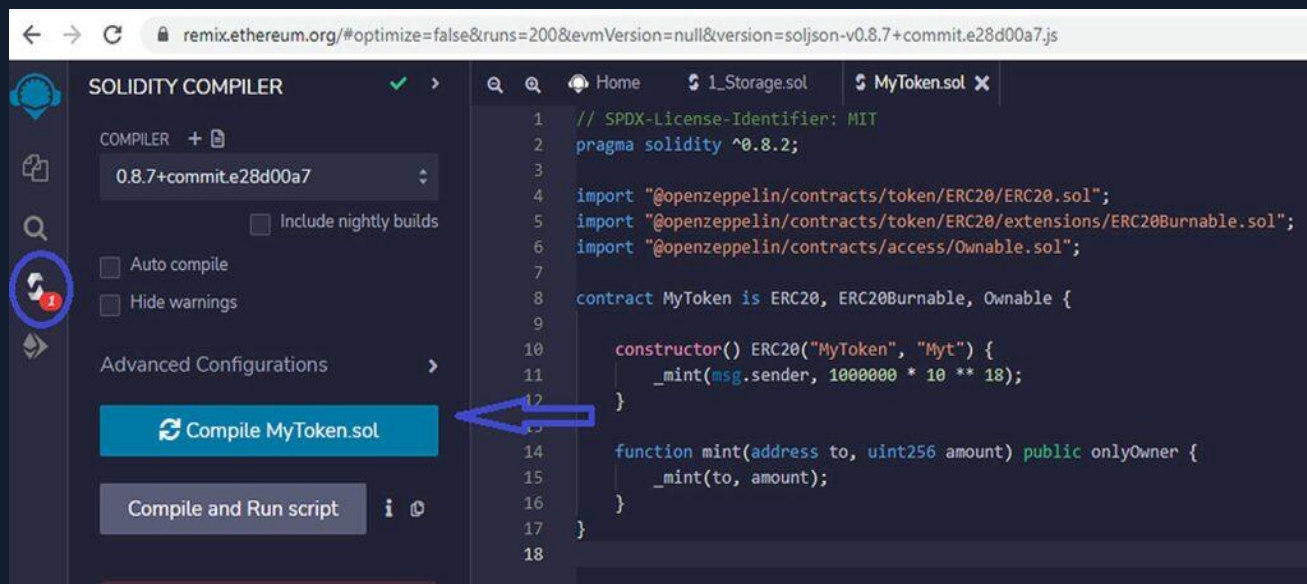 remix.ethereum.org/#optimize=false&runs=200&evmVersion=null&version=soljson-v0.8.7+commit.e28d00a7.js
SOLIDITY COMPILER
COMPILER
0.8.7+commit.e28d00a7
Include nightly builds
Auto compile
Hide warnings
Advanced Configurations
Compile MyToken.sol
Compile and Run script
i
1
Home
1_Storage.sol
MyToken.sol
1 // SPDX-License-Identifier: MIT
2 pragma solidity ^0.8.2;
3
4 import "@openzeppelin/contracts/token/ERC20/ERC20.sol";
5 import "@openzeppelin/contracts/token/ERC20/extensions/ERC20Burnable.sol";
6 import "@openzeppelin/contracts/access/Ownable.sol";
7
8 contract MyToken is ERC20, ERC20Burnable, Ownable {
9
10 constructor() ERC20("MyToken", "Myt") {
11 _mint(msg.sender, 1000000 * 10 ** 18);
12 }
13
14 function mint(address to, uint256 amount) public onlyOwner {
15 _mint(to, amount);
16 }
17 }
18